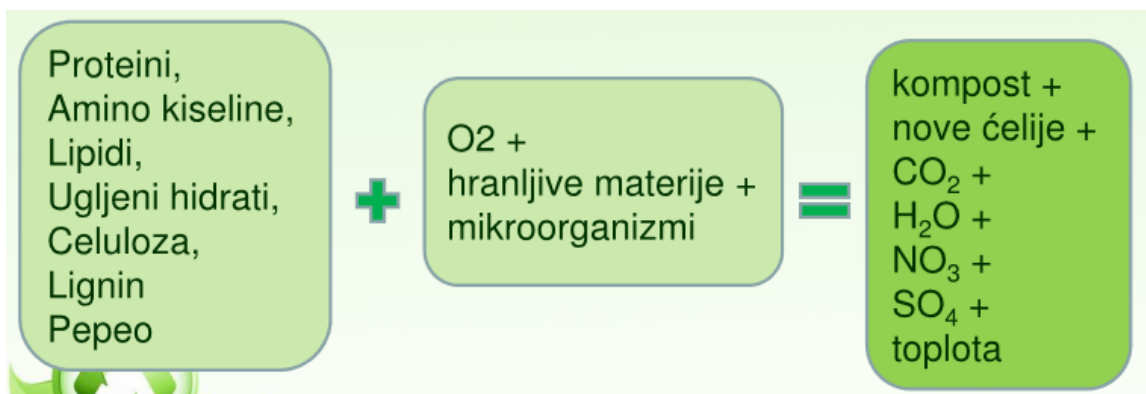 Proteini,
Amino kiseline,
Lipidi,
Ugljeni hidrati,
Celuloza,
Lignin
Pepeo
O2 +
hranljive materije +
mikroorganizmi
kompost +
nove ćelije +
CO₂ +
H₂O +
NO₃ +
SO₄ +
toplota